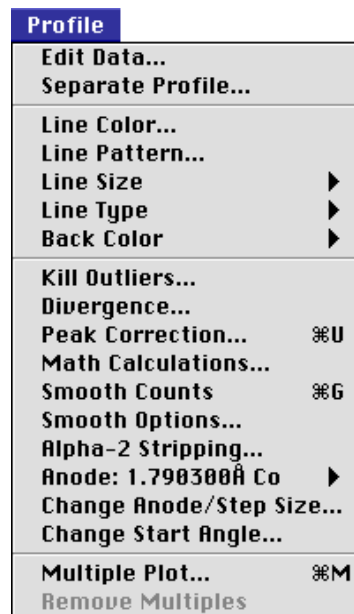 Profile
Edit Data...
Separate Profile...
Line Color...
Line Pattern...
Line Size
Line Type
Back Color
Kill Outliers...
Divergence...
Peak Correction... ⌘U
Math Calculations...
Smooth Counts ⌘G
Smooth Options...
Alpha-2 Stripping...
Anode: 1.790300Å Co
Change Anode/Step Size...
Change Start Angle...
Multiple Plot... ⌘M
Remove Multiples